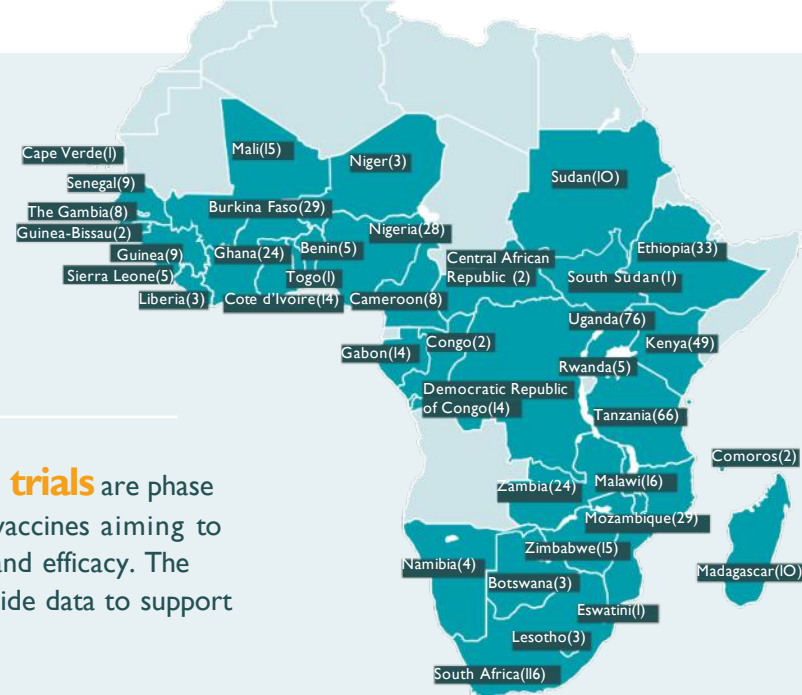 Cape Verde(1)
Mali(15)
Niger(3)
Senegal(9)
Sudan(10)
The Gambia(8)
Burkina Faso(29)
Guinea-Bissau(2)
Nigeria(28)
Guinea(9)
Ghana(24)
Benin(5)
Ethiopia(33)
Central African
Republic (2)
Sierra Leone(5)
Togo(1)
South Sudan(1)
Liberia(3)
Cote d'Ivoire(14)
Cameroon(8)
Uganda(76)
Kenya(49)
Gabon(14)
Congo(2)
Rwanda(5)
Democratic Republic
of Congo(14)
Tanzania(66)
Comoros(2)
Zambia(24)
Malawi(16)
Mozambique(29)
Zimbabwe(15)
Namibia(4)
Madagascar(10)
Botswana(3)
Eswatini(1)
Lesotho(3)
South Africa(116)
trials are phase
vaccines aiming to
and efficacy. The
ide data to support